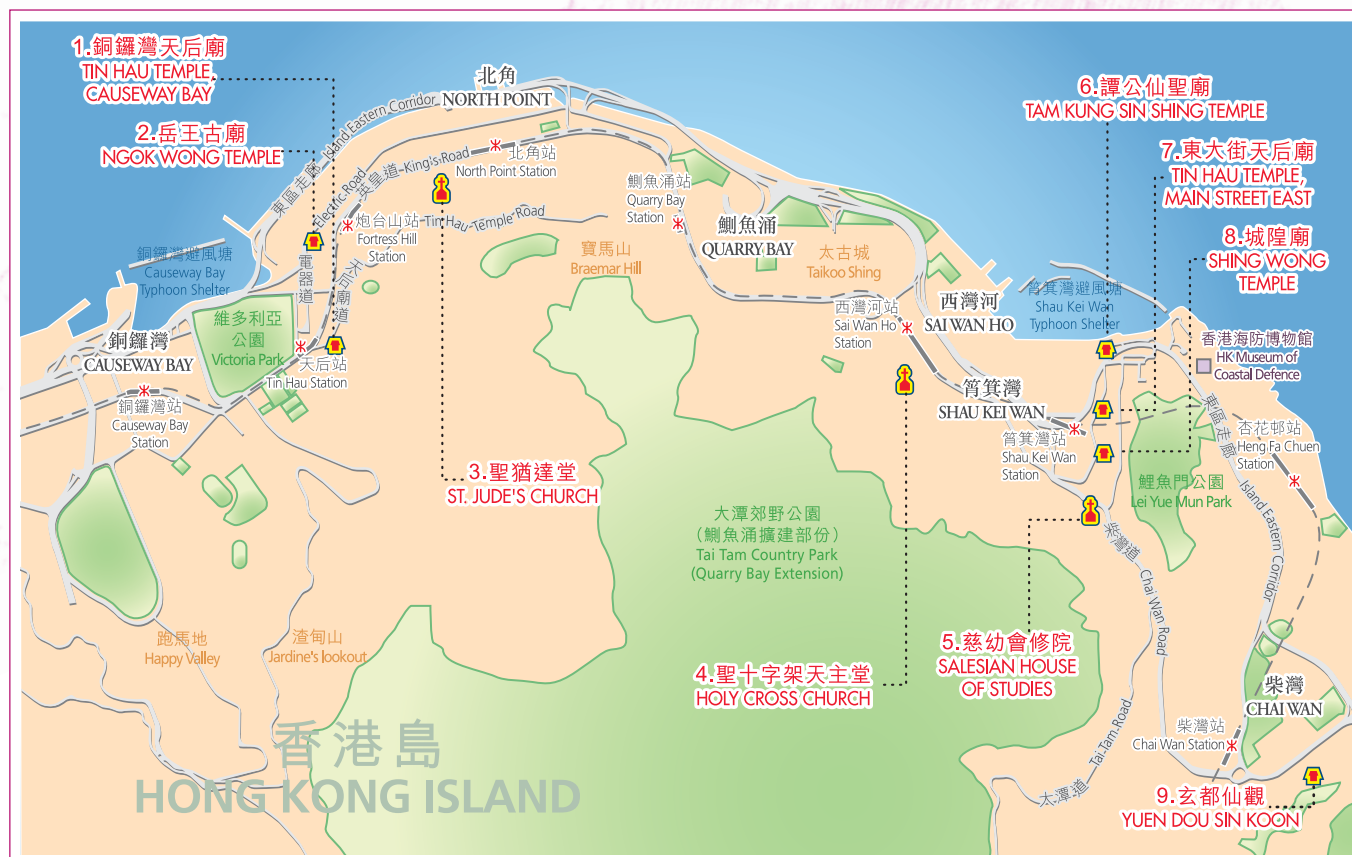 1.銅鑼灣天后廟
TIN HAU TEMPLE,
CAUSEWAY BAY
2.岳王古廟
NGOK WONG TEMPLE
北角
NORTH POINT
東區走廊 Island Eastern Corridor
Electric Road
電器道
英皇道 King's Road
北角站
North Point Station
炮台山站
Fortress Hill
Station
Tin Hau Temple Road
天后廟道
銅鑼灣避風塘
Causeway Bay
Typhoon Shelter
維多利亞
公園
Victoria Park
天后站
Tin Hau Station
銅鑼灣
CAUSEWAY BAY
銅鑼灣站
Causeway Bay
Station
鰂魚涌站
Quarry Bay
Station
鰂魚涌
QUARRY BAY
寶馬山
Braemar Hill
太古城
Taikoo Shing
西灣河站
Sai Wan Ho
Station
西灣河
SAI WAN HO
6.譚公仙聖廟
TAM KUNG SIN SHING TEMPLE
7.東大街天后廟
TIN HAU TEMPLE,
MAIN STREET EAST
8.城隍廟
SHING WONG
TEMPLE
筲箕灣避風塘
Shau Kei Wan
Typhoon Shelter
香港海防博物館
HK Museum of
Coastal Defence
筲箕灣
SHAU KEI WAN
筲箕灣站
Shau Kei Wan
Station
杏花邨站
Heng Fa Chuen
Station
東區走廊
Island Eastern Corridor
鯉魚門公園
Lei Yue Mun Park
3.聖猶達堂
ST. JUDE'S CHURCH
大潭郊野公園
(鰂魚涌擴建部份)
Tai Tam Country Park
(Quarry Bay Extension)
柴灣道
Chai Wan Road
跑馬地
Happy Valley
渣甸山
Jardine's lookout
4.聖十字架天主堂
HOLY CROSS CHURCH
5.慈幼會修院
SALESIAN HOUSE
OF STUDIES
柴灣
CHAI WAN
柴灣站
Chai Wan Station
大潭道
Tai Tam Road
香港島
HONG KONG ISLAND
9.玄都仙觀
YUEN DOU SIN KOON